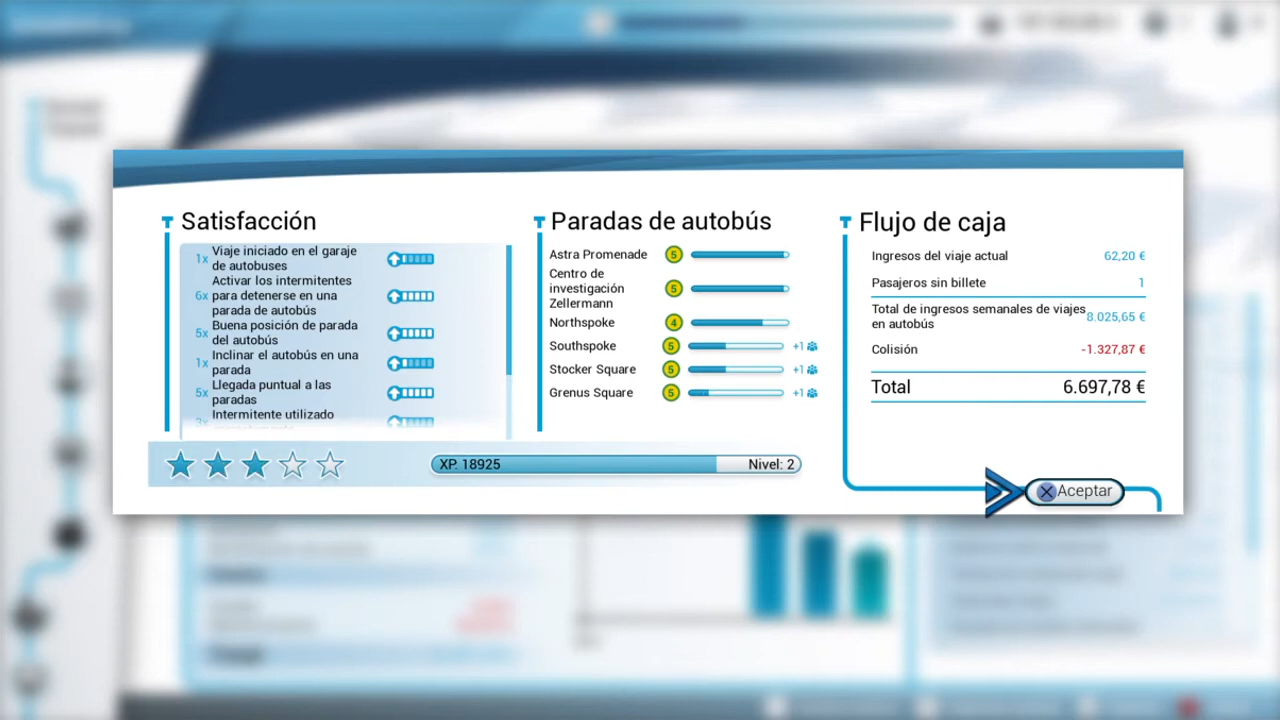 Satisfacción
1x Viaje iniciado en el garaje
de autobuses
6x Activar los intermitentes
para detenerse en una
parada de autobús
5x Buena posición de parada
del autobús
1x Inclinar el autobús en una
parada
5x Llegada puntual a las
paradas
3x Intermitente utilizado
XP: 18925
Nivel: 2
Paradas de autobús
Astra Promenade 5
Centro de
investigación
Zellermann 5
Northspoke 4
Southspoke 5 +1
Stocker Square 5 +1
Grenus Square 5 +1
Flujo de caja
Ingresos del viaje actual 62,20 €
Pasajeros sin billete 1
Total de ingresos semanales de viajes
en autobús 8.025,65 €
Colisión -1.327,87 €
Total 6.697,78 €
Aceptar